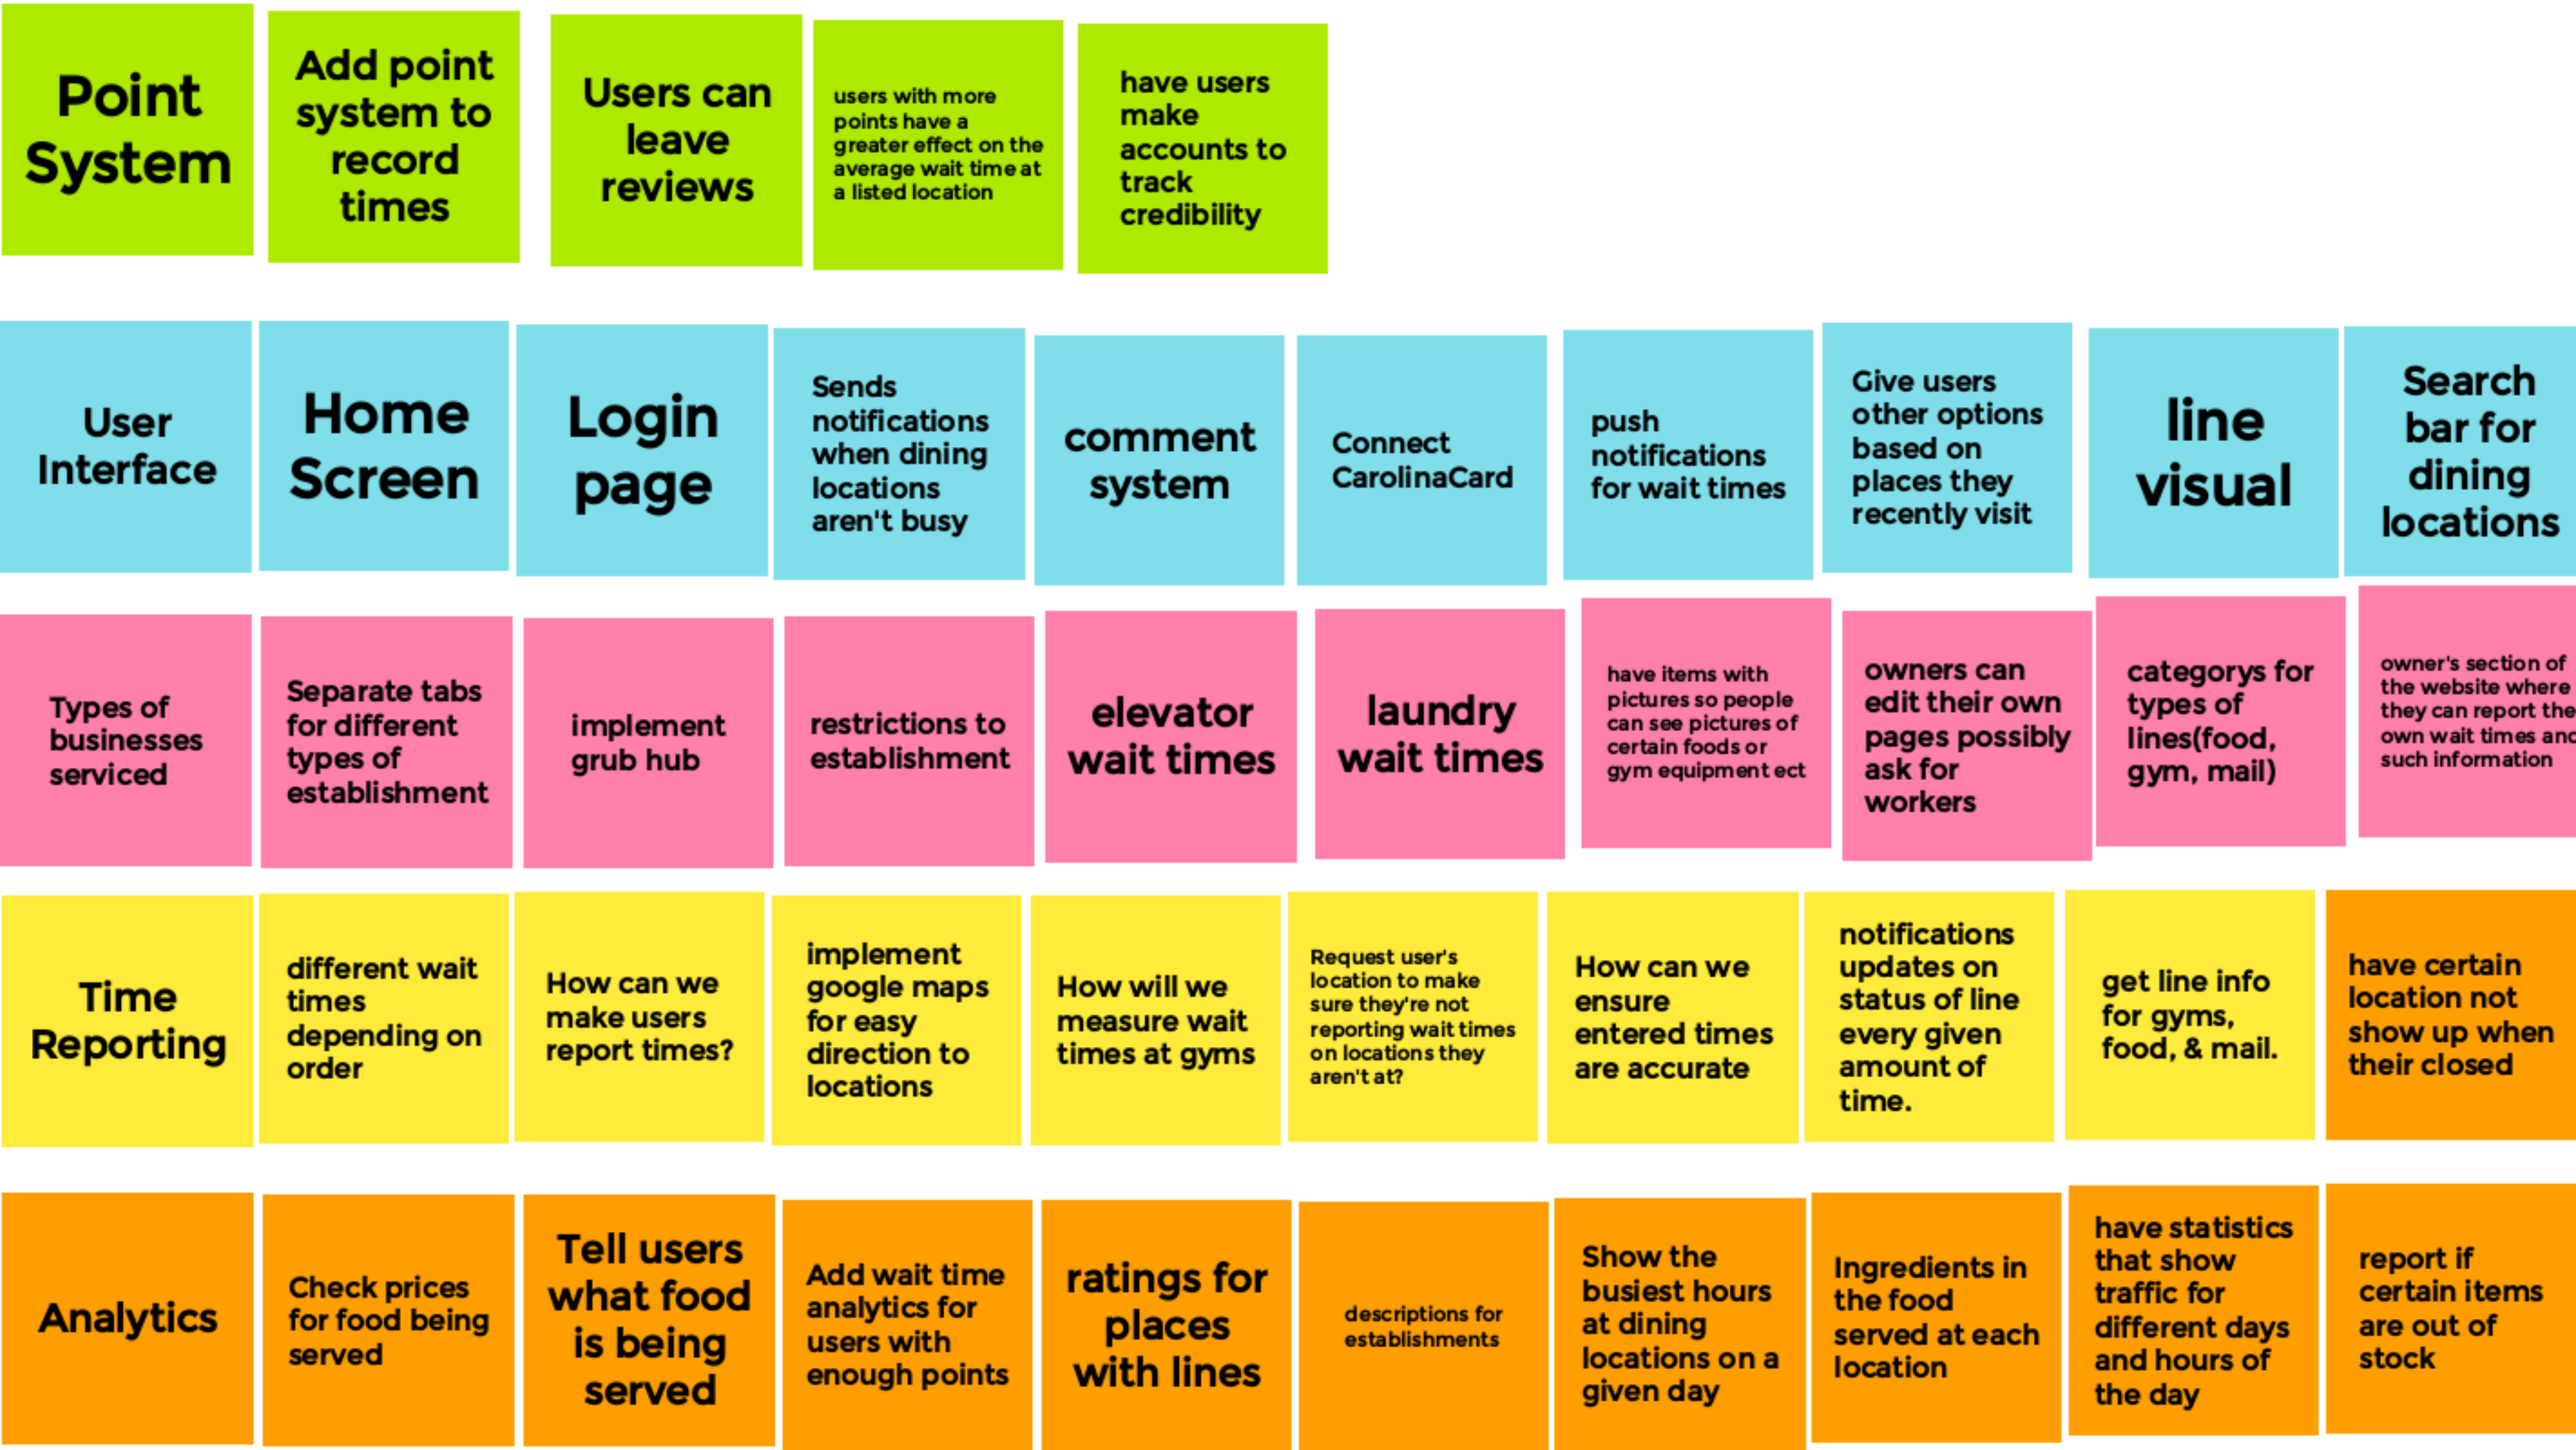 Point
System
Add point
system to
record
times
Users can
leave
reviews
users with more
points have a
greater effect on the
average wait time at
a listed location
have users
make
accounts to
track
credibility
User
Interface
Home
Screen
Login
page
Sends
notifications
when dining
locations
aren't busy
comment
system
Connect
CarolinaCard
push
notifications
for wait times
Give users
other options
based on
places they
recently visit
line
visual
Search
bar for
dining
locations
Types of
businesses
serviced
Separate tabs
for different
types of
establishment
implement
grub hub
restrictions to
establishment
elevator
wait times
laundry
wait times
have items with
pictures so people
can see pictures of
certain foods or
gym equipment ect
owners can
edit their own
pages possibly
ask for
workers
categorys for
types of
lines(food,
gym, mail)
owner's section of
the website where
they can report
own wait times
such information
Time
Reporting
different wait
times
depending on
order
How can we
make users
report times?
implement
google maps
for easy
direction to
locations
How will we
measure wait
times at gyms
Request user's
location to make
sure they're not
reporting wait times
on locations they
aren't at?
How can we
ensure
entered times
are accurate
notifications
updates on
status of line
every given
amount of
time.
get line info
for gyms,
food, & mail.
have certain
location not
show up when
their closed
Analytics
Check prices
for food being
served
Tell users
what food
is being
served
Add wait time
analytics for
users with
enough points
ratings for
places
with lines
descriptions for
establishments
Show the
busiest hours
at dining
locations on a
given day
Ingredients in
the food
served at each
location
have statistics
that show
traffic for
different days
and hours of
the day
report if
certain items
are out of
stock